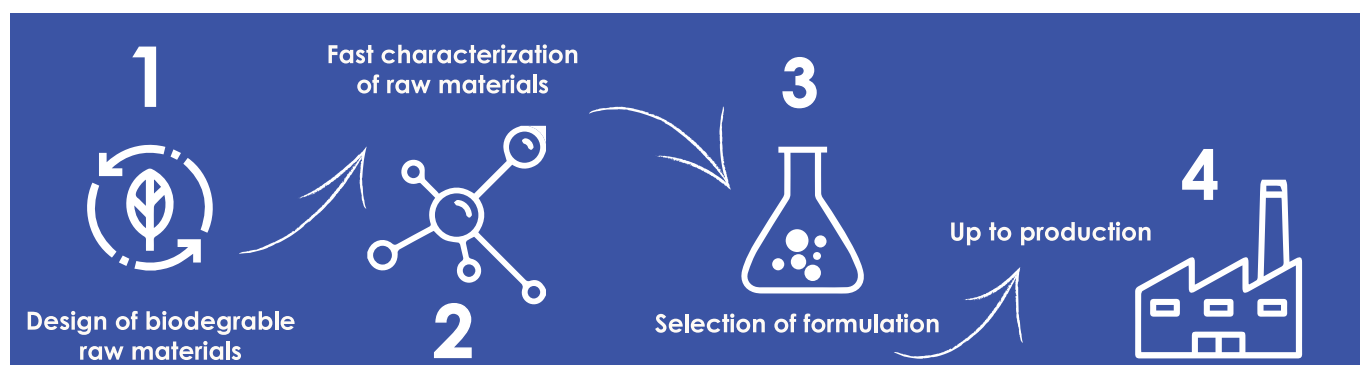 1
Design of biodegrable
raw materials
Fast characterization
of raw materials
2
3
Selection of formulation
Up to production
4